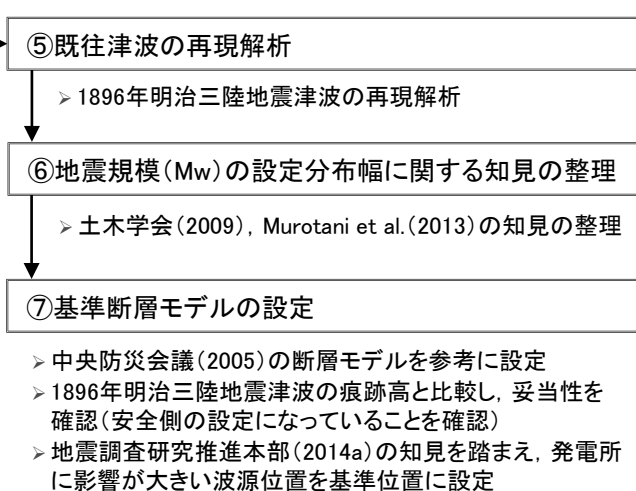 ⑤既往津波の再現解析
➢1896年明治三陸地震津波の再現解析
⑥地震規模(Mw)の設定分布幅に関する知見の整理
➢土木学会(2009),Murotani et al.(2013)の知見の整理
⑦基準断層モデルの設定
➢中央防災会議(2005)の断層モデルを参考に設定
➢1896年明治三陸地震津波の痕跡高と比較し,妥当性を
確認(安全側の設定になっていることを確認)
➢地震調査研究推進本部(2014a)の知見を踏まえ,発電所
に影響が大きい波源位置を基準位置に設定